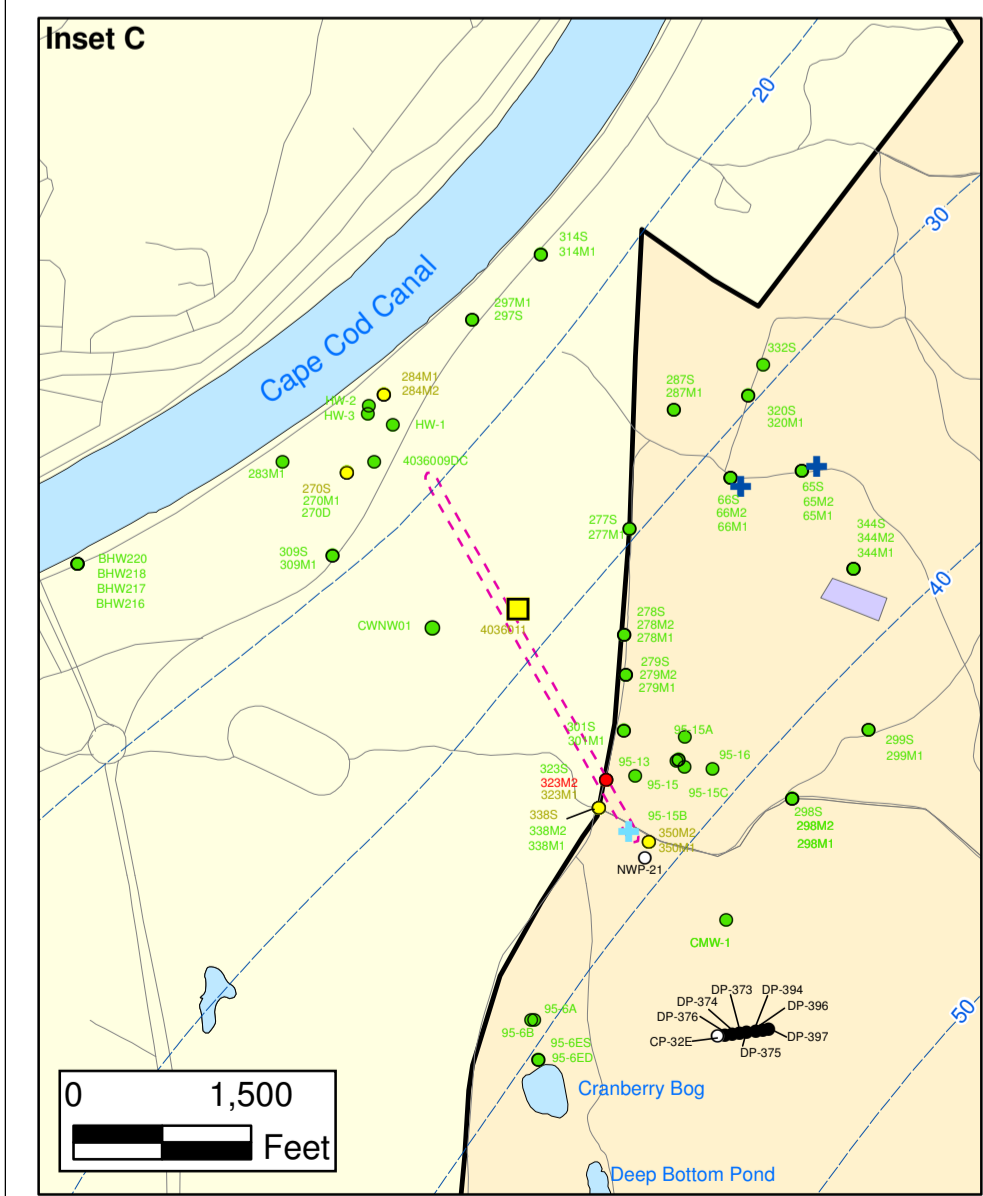 Inset C
20
30
314S
314M1
Cape Cod Canal
297M1
297S
332S
284M1
284M2
287S
287M1
HW-2
HW-3
HW-1
320S
320M1
283M1
4036009DC
270S
270M1
270D
66S
66M2
66M1
65S
65M2
65M1
277S
277M1
344S
344M2
344M1
309S
309M1
BHW220
BHW218
BHW217
BHW216
40
CWNW01
4036011
278S
278M2
278M1
279S
279M2
279M1
301S
301M1
95-15A
299S
299M1
95-13
95-16
323S
323M2
323M1
95-15
95-15C
338S
338M2
338M1
95-15B
350M2
350M1
298S
298M2
298M1
NWP-21
CMW-1
50
DP-373
DP-394
DP-374
DP-396
DP-376
DP-397
CP-32E
DP-375
95-6A
95-6B
95-6ES
95-6ED
Cranberry Bog
0 1,500
Feet
Deep Bottom Pond